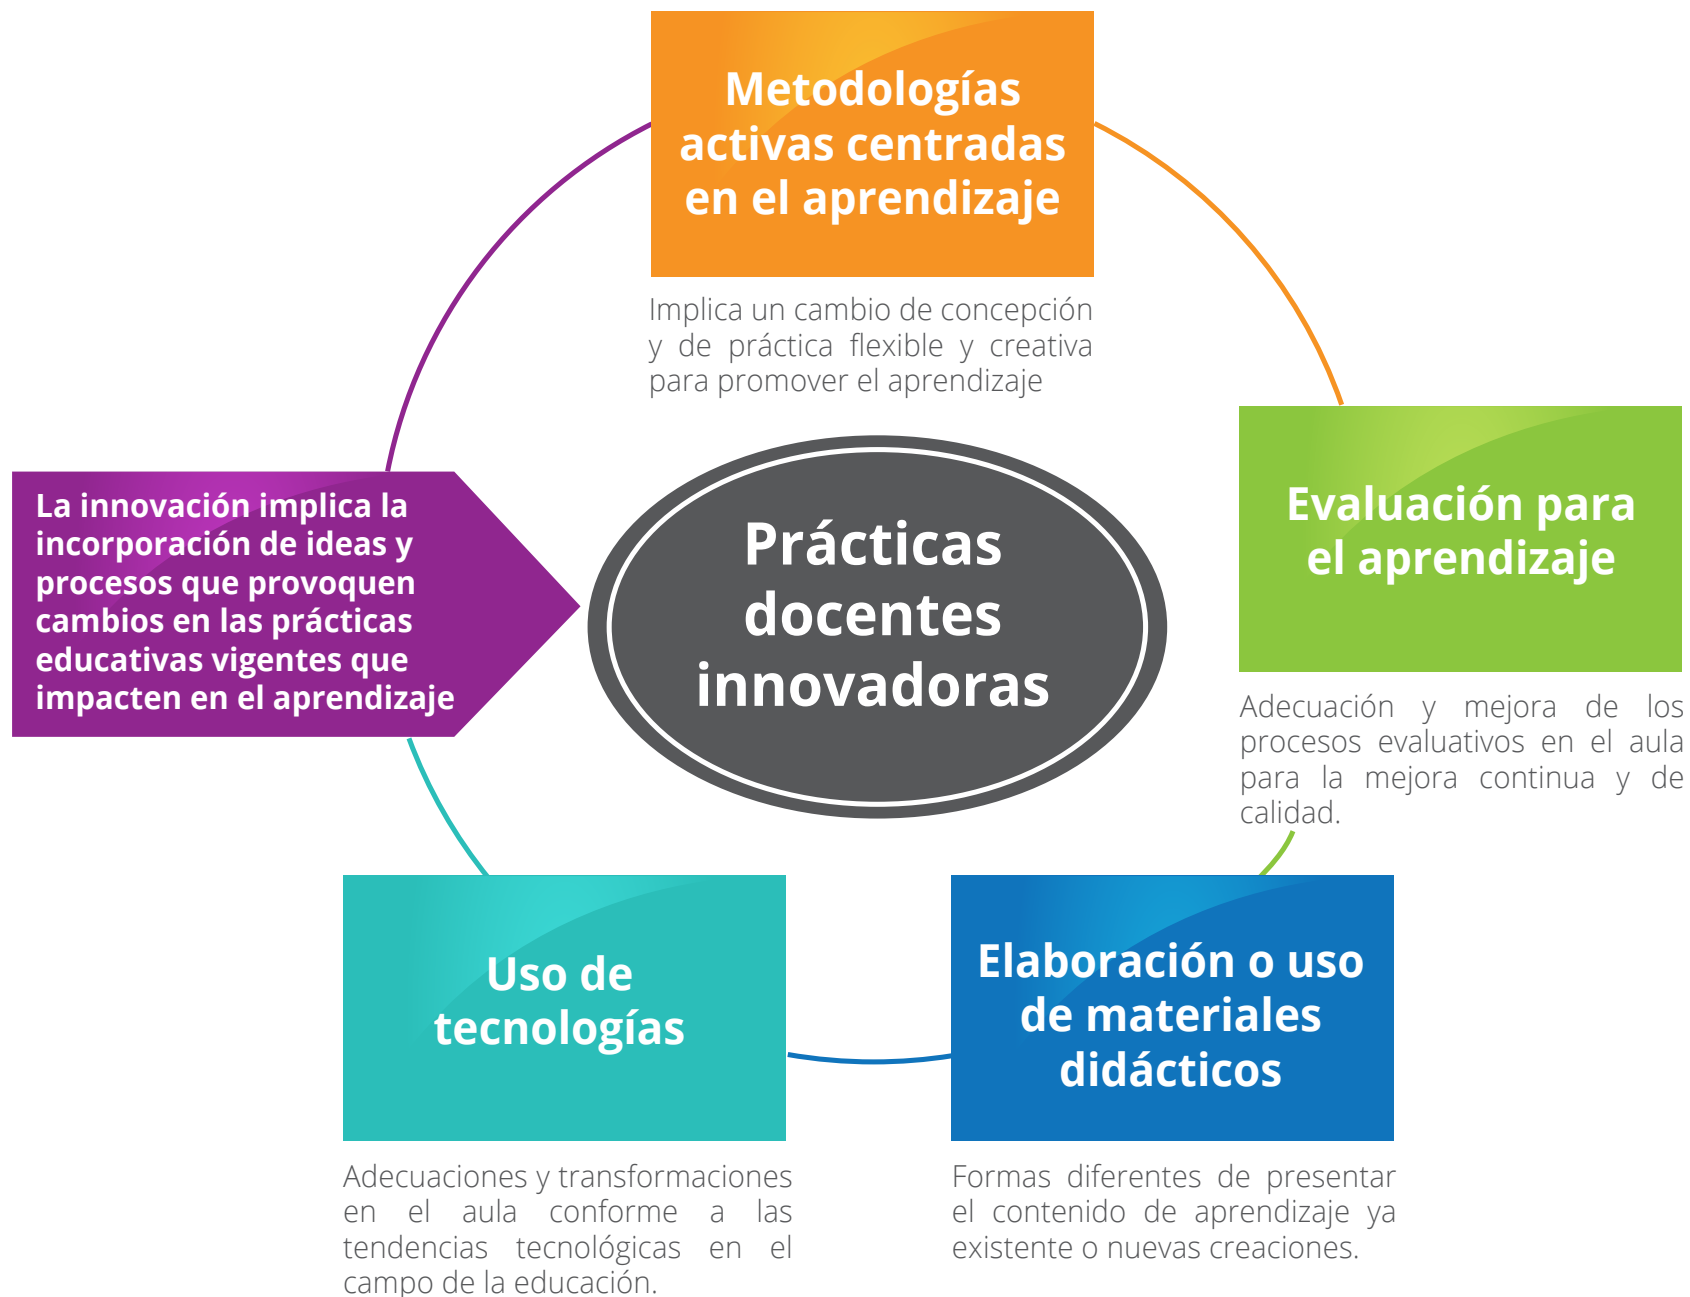 Metodologías
activas centradas
en el aprendizaje
Implica un cambio de concepción
y de práctica flexible y creativa
para promover el aprendizaje
La innovación implica la
incorporación de ideas y
procesos que provoquen
cambios en las prácticas
educativas vigentes que
impacten en el aprendizaje
Prácticas
docentes
innovadoras
Evaluación para
el aprendizaje
Adecuación y mejora de los
procesos evaluativos en el aula
para la mejora continua y de
calidad.
Uso de
tecnologías
Adecuaciones y transformaciones
en el aula conforme a las
tendencias tecnológicas en el
campo de la educación.
Elaboración o uso
de materiales
didácticos
Formas diferentes de presentar
el contenido de aprendizaje ya
existente o nuevas creaciones.